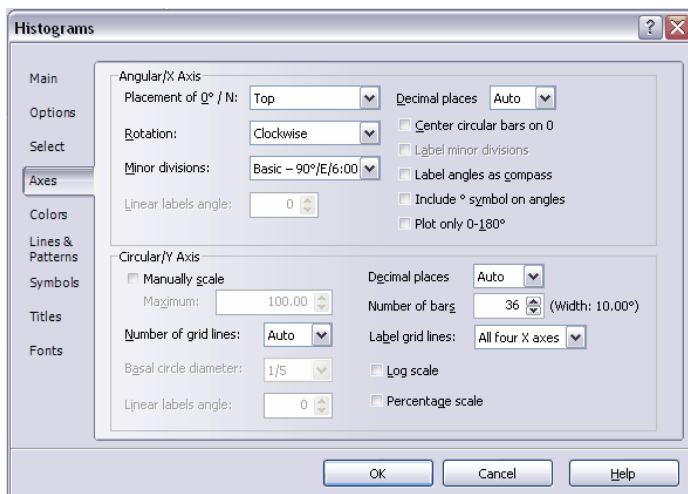 Histograms
Main
Options
Select
Axes
Colors
Lines &
Patterns
Symbols
Titles
Fonts
Angular/X Axis
Placement of 0° / N: Top
Rotation: Clockwise
Minor divisions: Basic – 90°/E/6:00
Linear labels angle: 0
Decimal places Auto
Center circular bars on 0
Label minor divisions
Label angles as compass
Include ° symbol on angles
Plot only 0-180°
Circular/Y Axis
Manually scale
Maximum: 100.00
Number of grid lines: Auto
Basal circle diameter: 1/5
Linear labels angle: 0
Decimal places Auto
Number of bars 36 (Width: 10.00°)
Label grid lines: All four X axes
Log scale
Percentage scale
OK Cancel Help